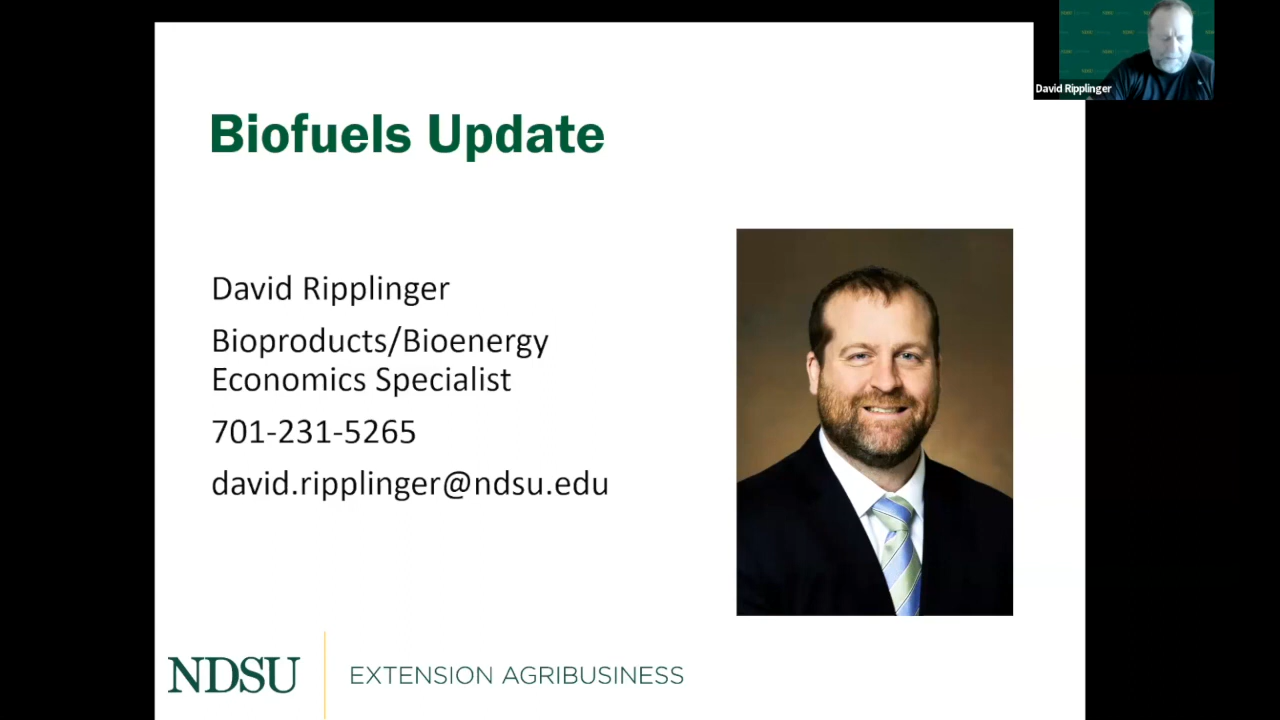 David Ripplinger
Biofuels Update
David Ripplinger
Bioproducts/Bioenergy
Economics Specialist
701-231-5265
david.ripplinger@ndsu.edu
NDSU
EXTENSION AGRIBUSINESS